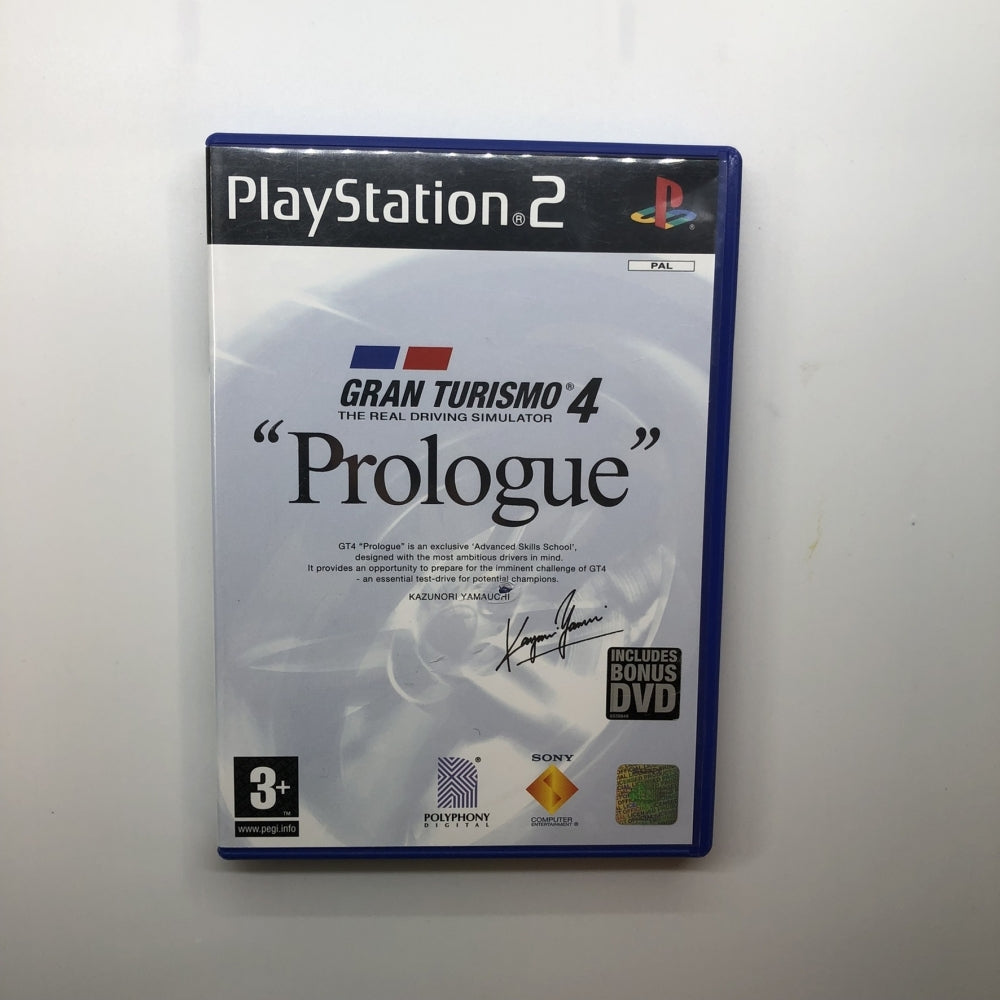 PlayStation®2
PAL
GRAN TURISMO®4
THE REAL DRIVING SIMULATOR
“Prologue”
GT4 “Prologue” is an exclusive ‘Advanced Skills School’,
designed with the most ambitious drivers in mind.
It provides an opportunity to prepare for the imminent challenge of GT4
- an essential test-drive for potential champions.
KAZUNORI YAMAUCHI
INCLUDES
BONUS
DVD
3+
™
www.pegi.info
®
POLYPHONY
DIGITAL
SONY
COMPUTER
ENTERTAINMENT®